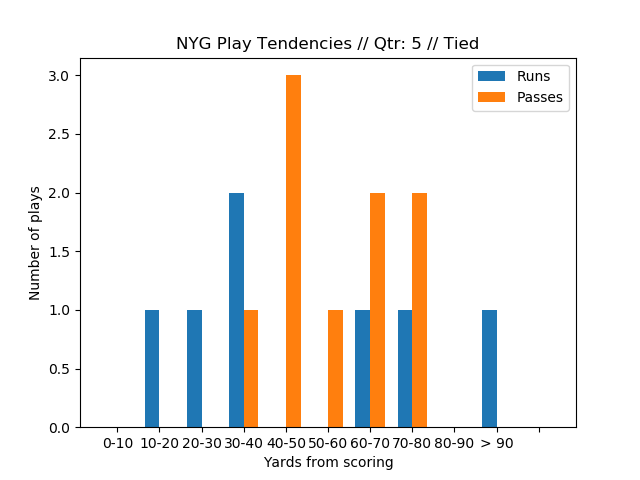 NYG Play Tendencies // Qtr: 5 // Tied
Runs
Passes
Number of plays
3.0
2.5
2.0
1.5
1.0
0.5
0.0
0-10 10-20 20-30 30-40 40-50 50-60 60-70 70-80 80-90 > 90
Yards from scoring